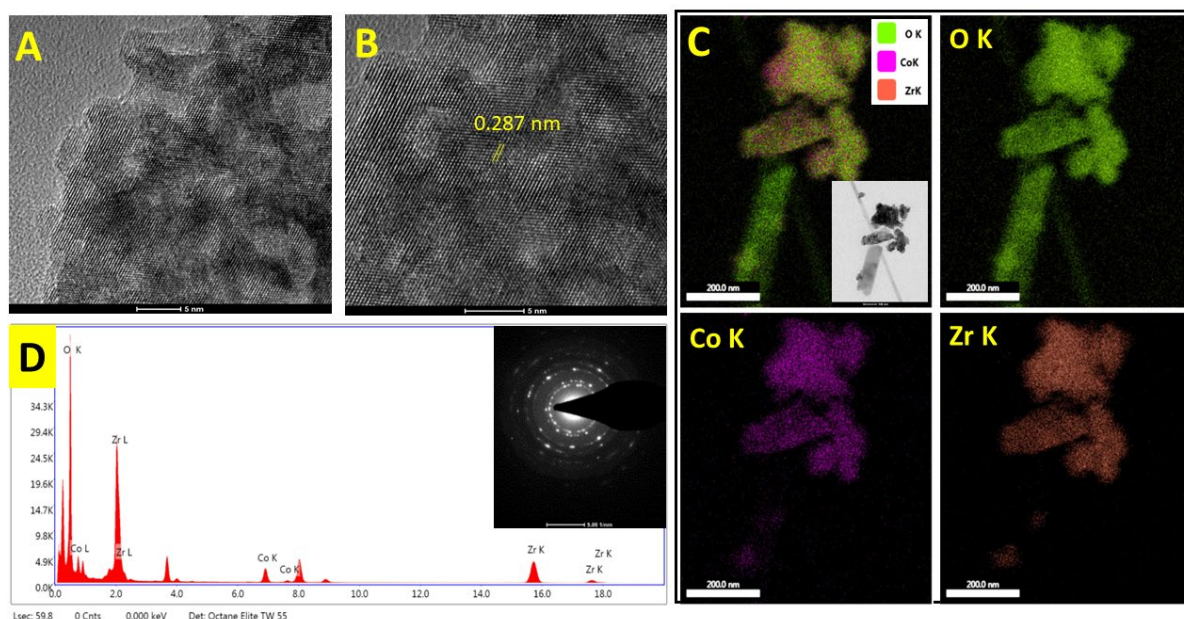 A
5 nm
B
0.287 nm
5 nm
C
O K
CoK
ZrK
200.0 nm
O K
200.0 nm
D
O K
34.3K
29.4K
24.5K
19.6K
14.7K
9.8K
4.9K
0.0K
Zr L
Co L
Zr L
Co K
Co K
Zr K
Zr K
Zr K
0.0
2.0
4.0
6.0
8.0
10.0
12.0
14.0
16.0
18.0
Lsec: 59.8 0 Cnts 0.000 keV Det: Octane Elite TW 55
5.00 1/nm
Co K
200.0 nm
Zr K
200.0 nm